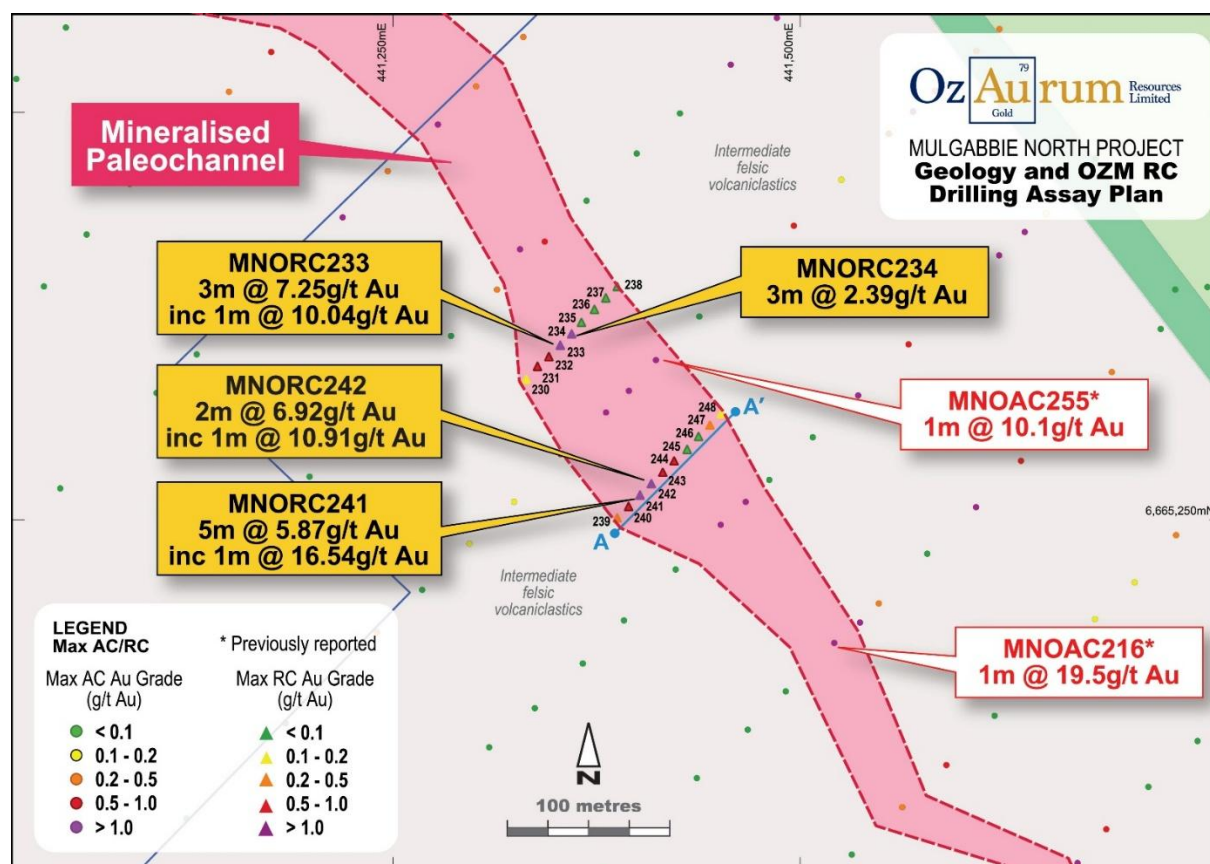 441,250mE
441,500mE
79
OzAurum
Gold
Resources
Limited
MULGABBIE NORTH PROJECT
Geology and OZM RC
Drilling Assay Plan
Mineralised
Paleochannel
Intermediate
felsic
volcaniclastics
MNORC233
3m @ 7.25g/t Au
inc 1m @ 10.04g/t Au
MNORC234
3m @ 2.39g/t Au
238
237
236
235
234
233
232
231
230
MNORC242
2m @ 6.92g/t Au
inc 1m @ 10.91g/t Au
MNOAC255*
1m @ 10.1g/t Au
A'
248
247
246
245
244
243
242
241
240
239
A
MNORC241
5m @ 5.87g/t Au
inc 1m @ 16.54g/t Au
6,665,250mN
Intermediate
felsic
volcaniclastics
MNOAC216*
1m @ 19.5g/t Au
LEGEND
Max AC/RC
* Previously reported
Max AC Au Grade
(g/t Au)
< 0.1
0.1 - 0.2
0.2 - 0.5
0.5 - 1.0
> 1.0
Max RC Au Grade
(g/t Au)
< 0.1
0.1 - 0.2
0.2 - 0.5
0.5 - 1.0
> 1.0
N
100 metres